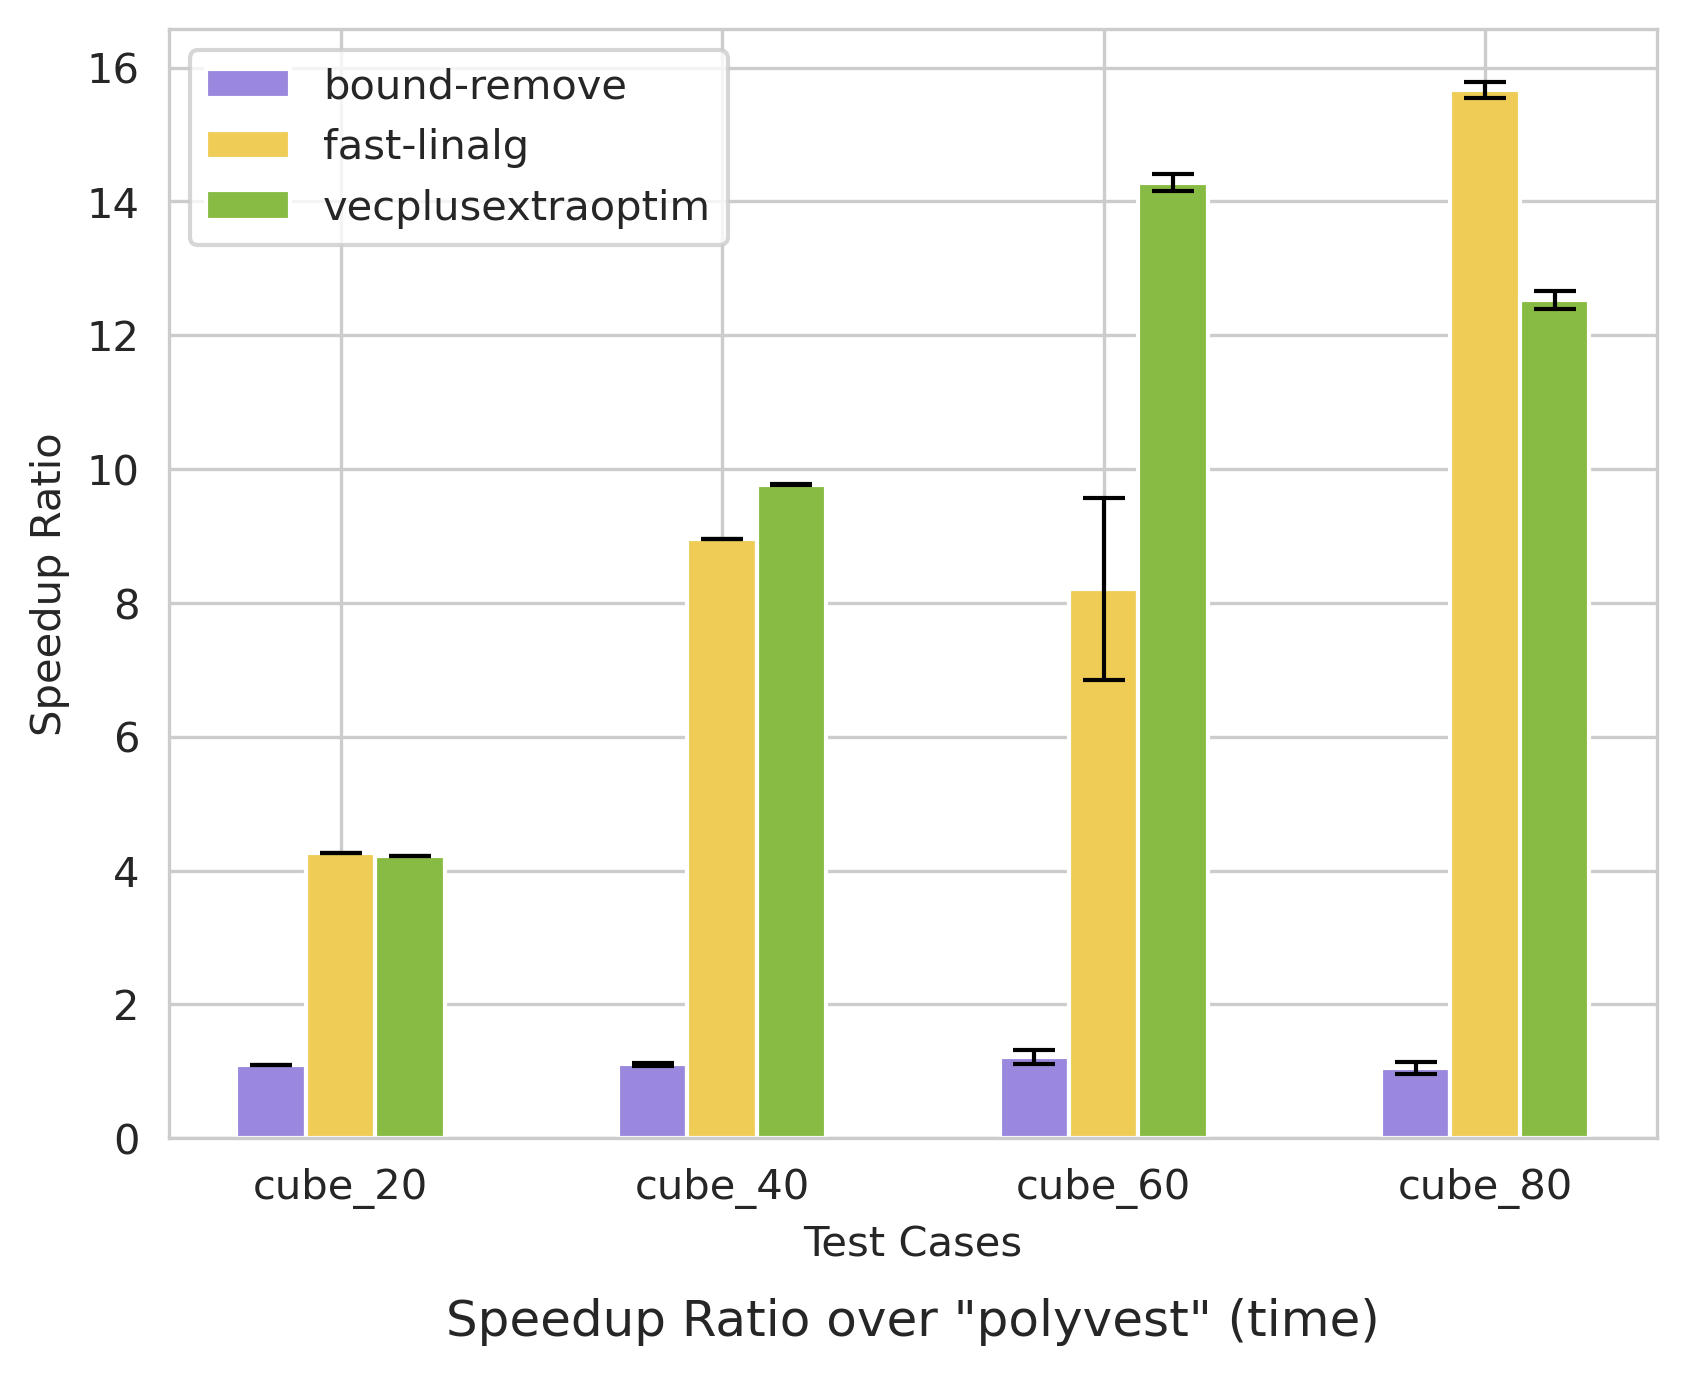 bound-remove
fast-linalg
vecplusextraoptim
16
14
12
10
8
6
4
2
0
Speedup Ratio
cube_20 cube_40 cube_60 cube_80
Test Cases
Speedup Ratio over "polyvest" (time)